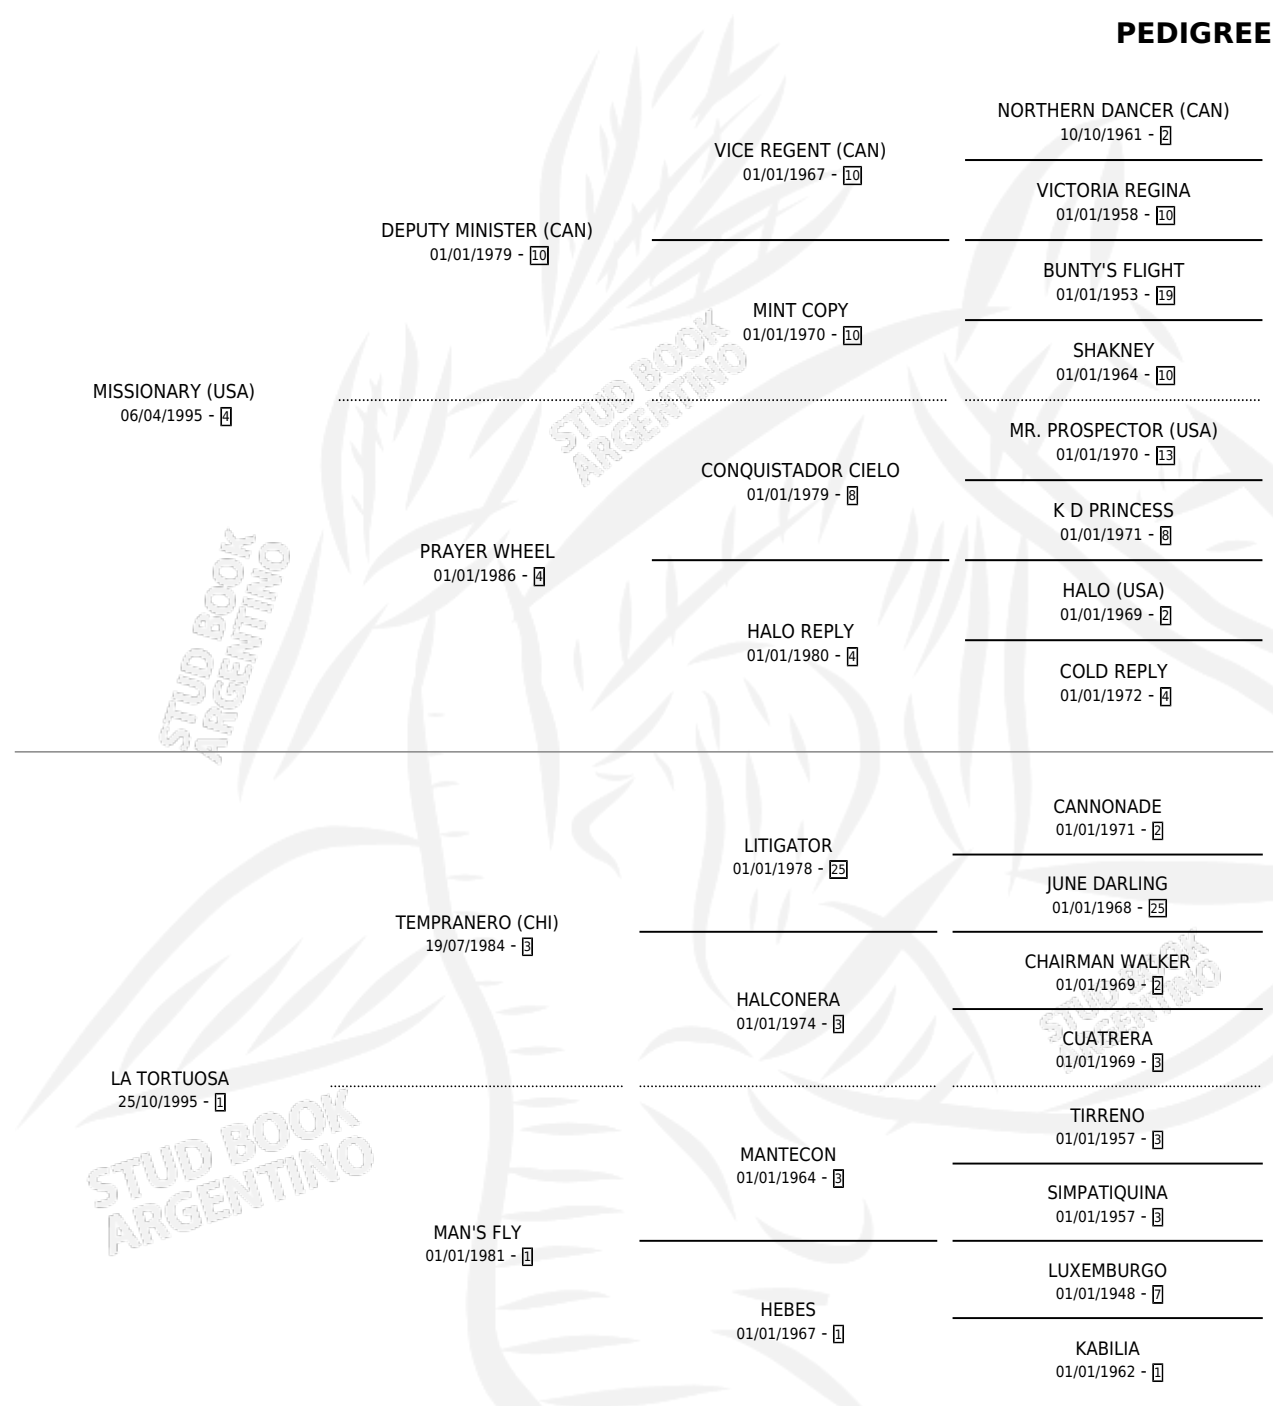 PEDIGREE
NORTHERN DANCER (CAN)
10/10/1961 - 2
VICE REGENT (CAN)
01/01/1967 - 10
VICTORIA REGINA
01/01/1958 - 10
DEPUTY MINISTER (CAN)
01/01/1979 - 10
BUNTY'S FLIGHT
01/01/1953 - 19
MINT COPY
01/01/1970 - 10
SHAKNEY
01/01/1964 - 10
MISSIONARY (USA)
06/04/1995 - 4
MR. PROSPECTOR (USA)
01/01/1970 - 13
CONQUISTADOR CIELO
01/01/1979 - 8
K D PRINCESS
01/01/1971 - 8
PRAYER WHEEL
01/01/1986 - 4
HALO (USA)
01/01/1969 - 2
HALO REPLY
01/01/1980 - 4
COLD REPLY
01/01/1972 - 4
CANNONADE
01/01/1971 - 2
LITIGATOR
01/01/1978 - 25
JUNE DARLING
01/01/1968 - 25
TEMPRANERO (CHI)
19/07/1984 - 3
CHAIRMAN WALKER
01/01/1969 - 2
HALCONERA
01/01/1974 - 3
CUATRERA
01/01/1969 - 3
LA TORTUOSA
25/10/1995 - 1
TIRRENO
01/01/1957 - 3
MANTECON
01/01/1964 - 3
SIMPATIQUINA
01/01/1957 - 3
MAN'S FLY
01/01/1981 - 1
LUXEMBURGO
01/01/1948 - 7
HEBES
01/01/1967 - 1
KABILIA
01/01/1962 - 1
STUD BOOK
ARGENTINO
STUD BOOK
ARGENTINO
STUD BOOK
ARGENTINO
STUD BOOK
ARGENTINO